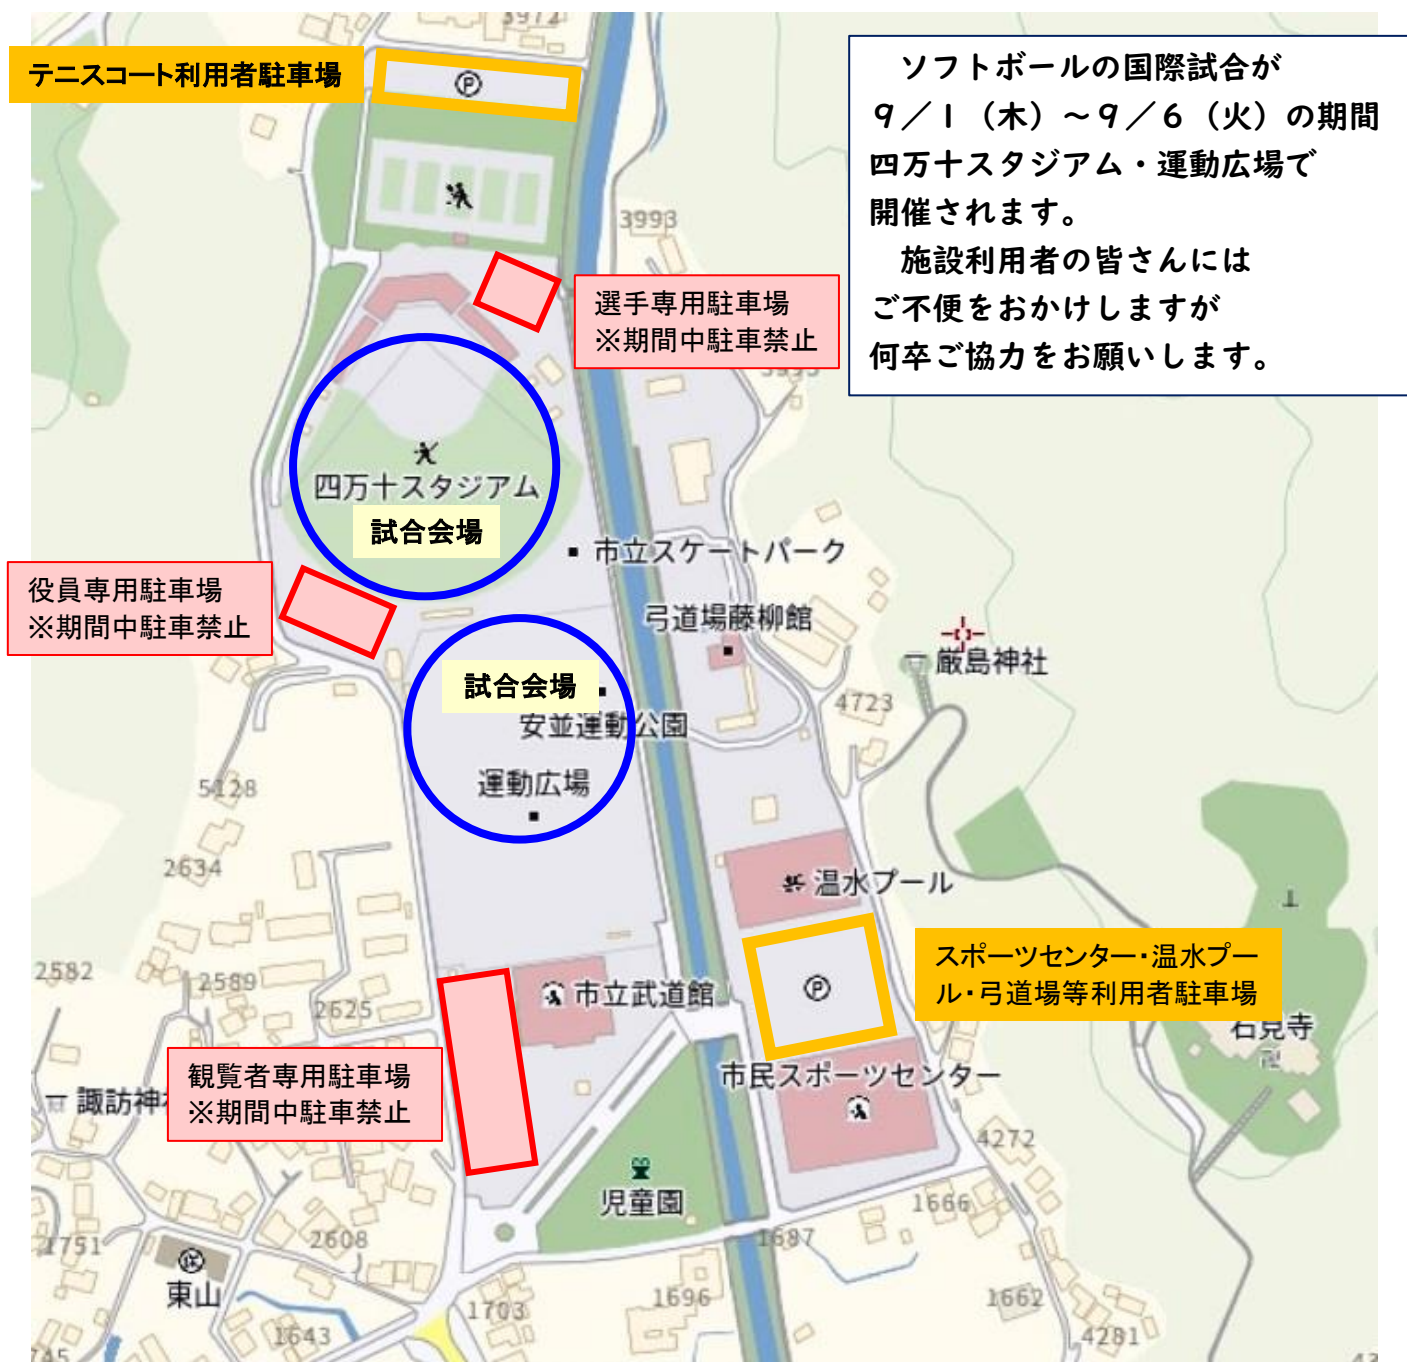 3972
テニスコート利用者駐車場
Ⓟ
ソフトボールの国際試合が
9/1(木)~9/6(火)の期間
四万十スタジアム・運動広場で
開催されます。
施設利用者の皆さんには
ご不便をおかけしますが
何卒ご協力をお願いします。
3993
選手専用駐車場
※期間中駐車禁止
四万十スタジアム
試合会場
市立スケートパーク
役員専用駐車場
※期間中駐車禁止
弓道場藤柳館
厳島神社
試合会場
4723
安並運動公園
運動広場
5128
2634
温水プール
スポーツセンター・温水プー
ル・弓道場等利用者駐車場
2582
2589
2625
市立武道館
Ⓟ
石見寺
観覧者専用駐車場
※期間中駐車禁止
市民スポーツセンター
諏訪神
4272
児童園
1666
1751
2608
1687
東山
1703
1696
1662
1643
4281